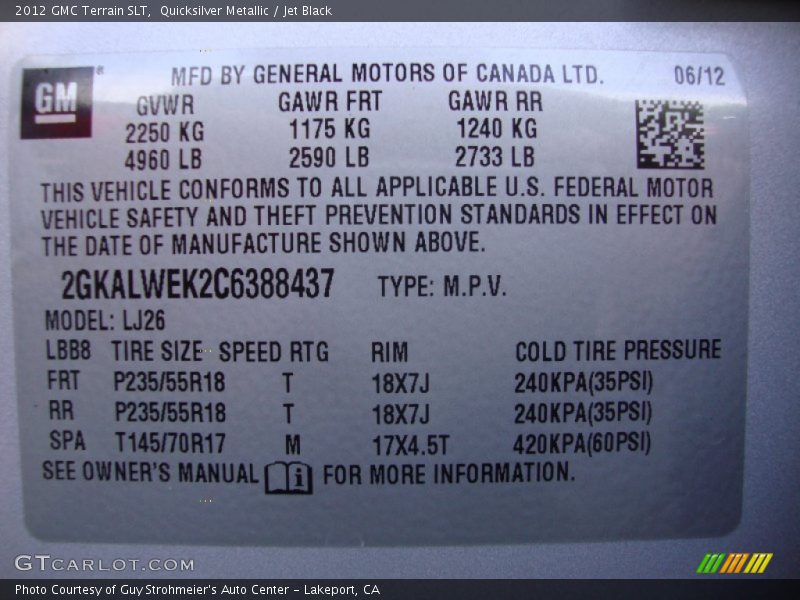 2012 GMC Terrain SLT,  Quicksilver Metallic / Jet Black
GM ® MFD BY GENERAL MOTORS OF CANADA LTD. 06/12
GVWR GAWR FRT GAWR RR
2250 KG 1175 KG 1240 KG
4960 LB 2590 LB 2733 LB
THIS VEHICLE CONFORMS TO ALL APPLICABLE U.S. FEDERAL MOTOR
VEHICLE SAFETY AND THEFT PREVENTION STANDARDS IN EFFECT ON
THE DATE OF MANUFACTURE SHOWN ABOVE.
2GKALWEK2C6388437 TYPE: M.P.V.
MODEL: LJ26
LBB8 TIRE SIZE SPEED RTG RIM COLD TIRE PRESSURE
FRT P235/55R18 T 18X7J 240KPA(35PSI)
RR P235/55R18 T 18X7J 240KPA(35PSI)
SPA T145/70R17 M 17X4.5T 420KPA(60PSI)
SEE OWNER'S MANUAL i FOR MORE INFORMATION.
GTCARLOT.COM
Photo Courtesy of Guy Strohmeier's Auto Center - Lakeport, CA